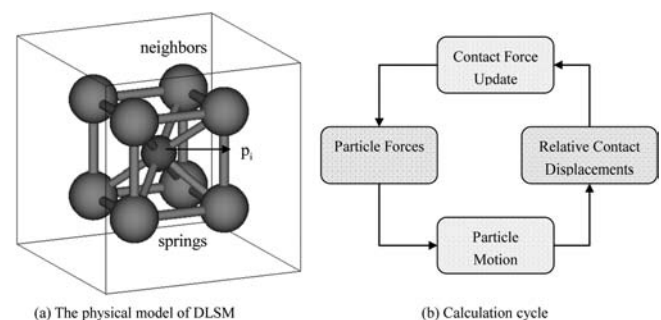 neighbors
p_i
springs
Contact Force
Update
Particle Forces
Relative Contact
Displacements
Particle
Motion
(a) The physical model of DLSM
(b) Calculation cycle